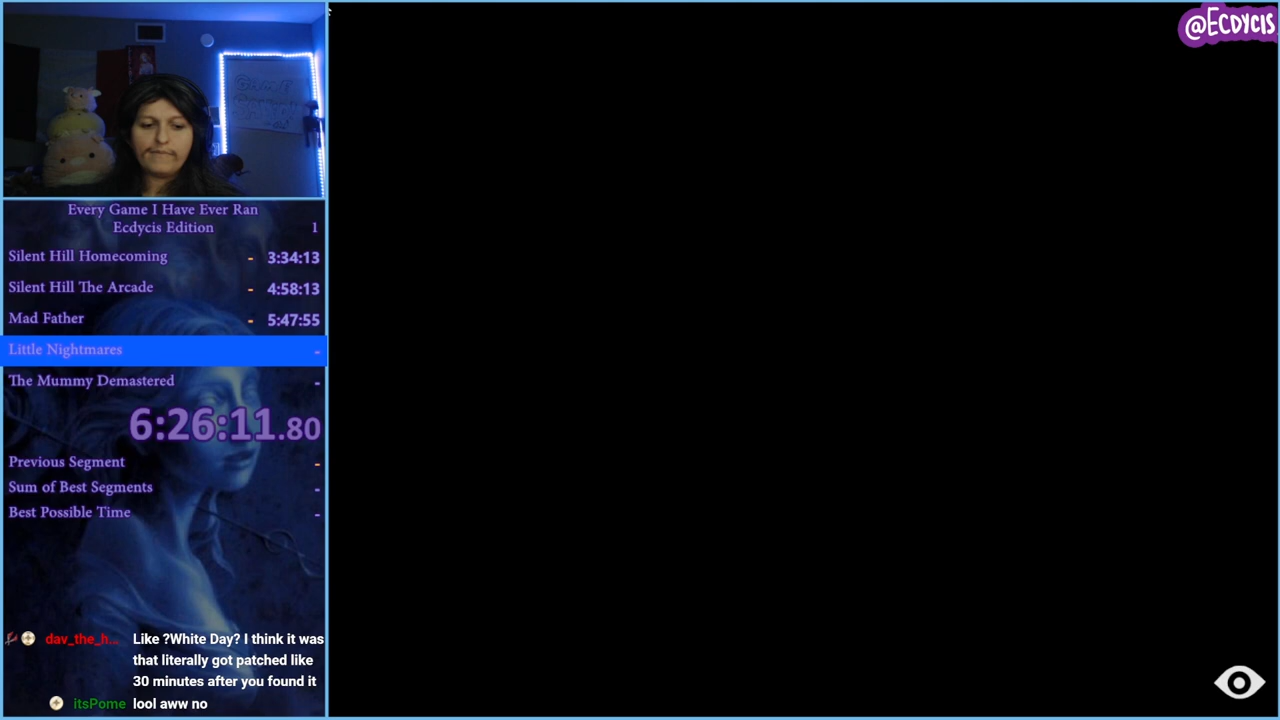 @ECDYCIS
Every Game I Have Ever Ran
Ecdycis Edition 1
Silent Hill Homecoming - 3:34:13
Silent Hill The Arcade - 4:58:13
Mad Father - 5:47:55
Little Nightmares -
The Mummy Demastered -
6:26:11.80
Previous Segment -
Sum of Best Segments -
Best Possible Time -
dav_the_h... Like ?White Day? I think it was
that literally got patched like
30 minutes after you found it
itsPome lool aww no